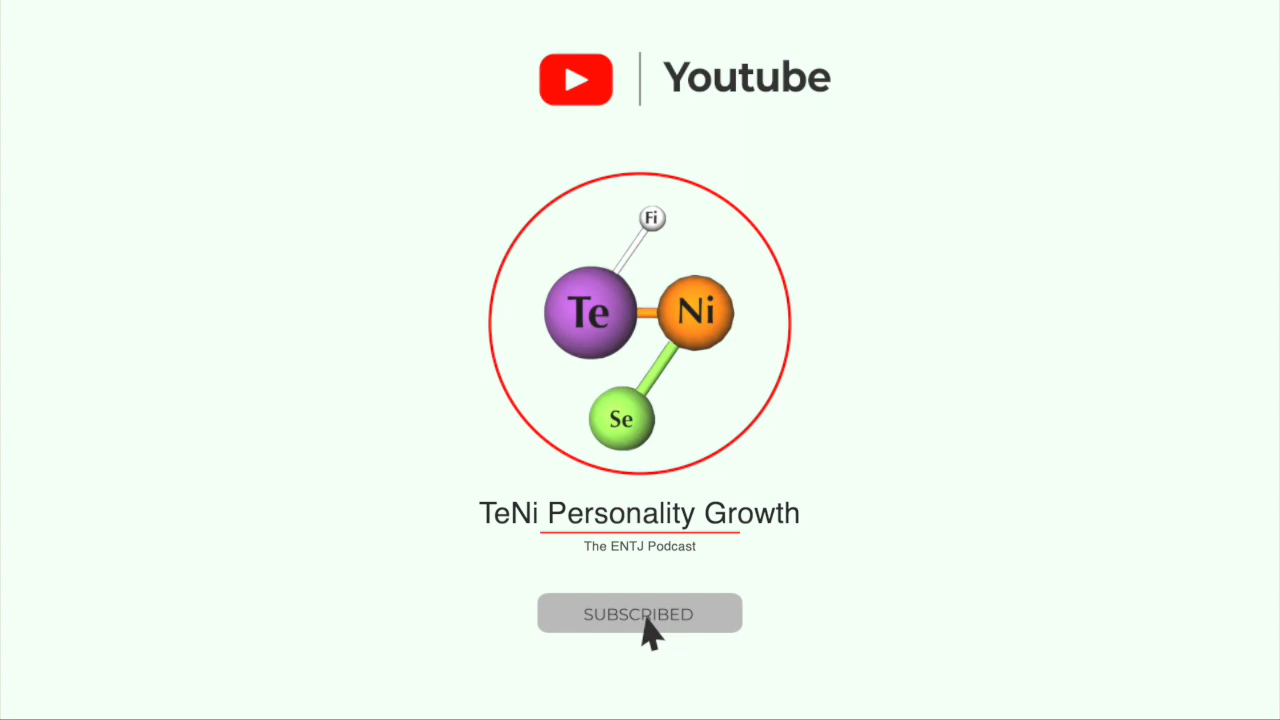 Youtube
Fi
Te
Ni
Se
TeNi Personality Growth
The ENTJ Podcast
SUBSCRIBED